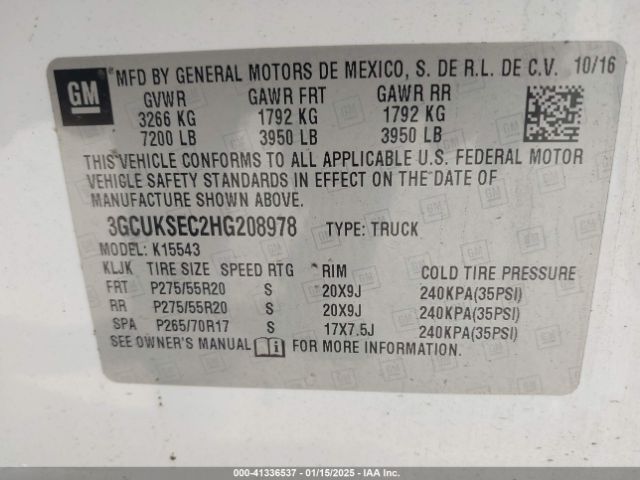 GM *MFD BY GENERAL MOTORS DE MEXICO, S. DE R.L. DE C.V. 10/16
GVWR GAWR FRT GAWR RR
3266 KG 1792 KG 1792 KG
7200 LB 3950 LB 3950 LB
THIS VEHICLE CONFORMS TO ALL APPLICABLE U.S. FEDERAL MOTOR
VEHICLE SAFETY STANDARDS IN EFFECT ON THE DATE OF
MANUFACTURE SHOWN ABOVE.
3GCUKSEC2HG208978 TYPE: TRUCK
MODEL: K15543
KLJK TIRE SIZE SPEED RTG RIM COLD TIRE PRESSURE
FRT P275/55R20 S 20X9J 240KPA(35PSI)
RR P275/55R20 S 20X9J 240KPA(35PSI)
SPA P265/70R17 S 17X7.5J 240KPA(35PSI)
SEE OWNER'S MANUAL FOR MORE INFORMATION.
000-41336537 - 01/15/2025 - IAAI - Copart